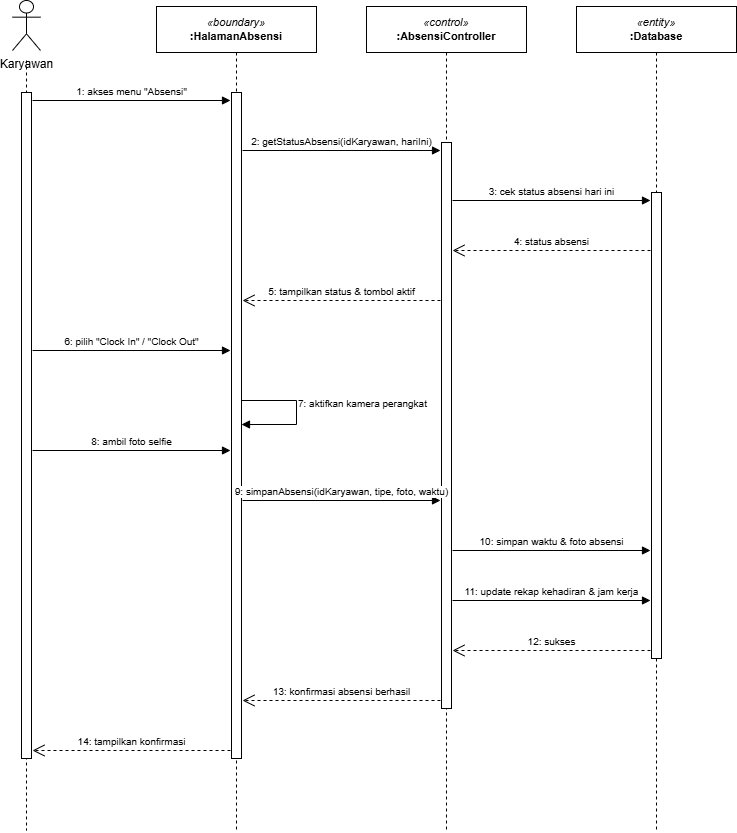 «boundary»
:HalamanAbsensi
«control»
:AbsensiController
«entity»
:Database
Karyawan
1: akses menu "Absensi"
2: getStatusAbsensi(idKaryawan, hariIni)
3: cek status absensi hari ini
4: status absensi
5: tampilkan status & tombol aktif
6: pilih "Clock In" / "Clock Out"
7: aktifkan kamera perangkat
8: ambil foto selfie
9: simpanAbsensi(idKaryawan, tipe, foto, waktu)
10: simpan waktu & foto absensi
11: update rekap kehadiran & jam kerja
12: sukses
13: konfirmasi absensi berhasil
14: tampilkan konfirmasi